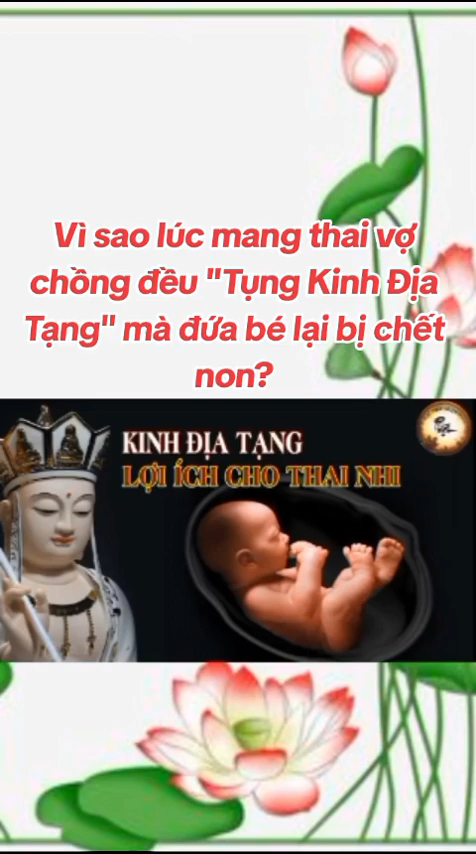 Vì sao lúc mang thai vợ
chồng đều "Tụng Kinh Địa
Tạng" mà đứa bé lại bị chết
non?
KINH ĐỊA TẠNG
LỢI ÍCH CHO THAI NHI